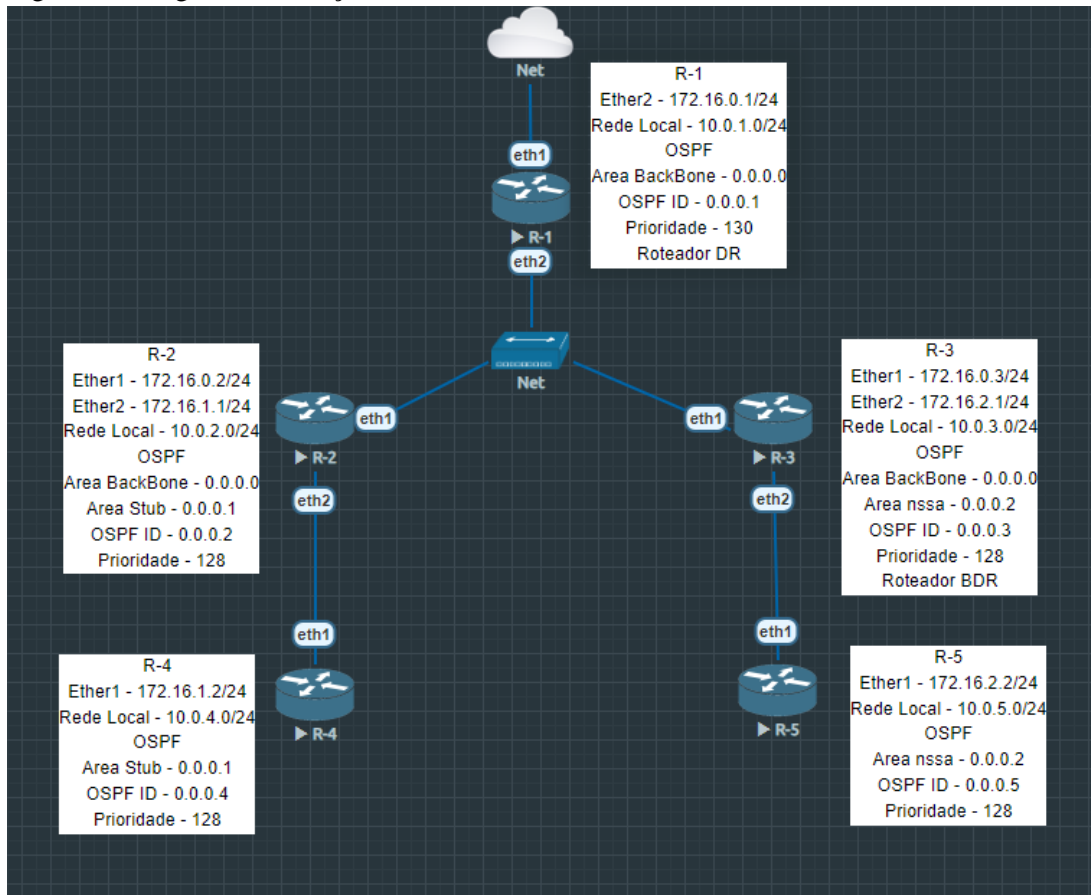 Net
R-1
Ether2 - 172.16.0.1/24
Rede Local - 10.0.1.0/24
OSPF
Area BackBone - 0.0.0.0
OSPF ID - 0.0.0.1
Prioridade - 130
Roteador DR
eth1
R-1
eth2
Net
R-2
Ether1 - 172.16.0.2/24
Ether2 - 172.16.1.1/24
Rede Local - 10.0.2.0/24
OSPF
Area BackBone - 0.0.0.0
Area Stub - 0.0.0.1
OSPF ID - 0.0.0.2
Prioridade - 128
eth1
R-2
eth2
R-3
Ether1 - 172.16.0.3/24
Ether2 - 172.16.2.1/24
Rede Local - 10.0.3.0/24
OSPF
Area BackBone - 0.0.0.0
Area nssa - 0.0.0.2
OSPF ID - 0.0.0.3
Prioridade - 128
Roteador BDR
eth1
R-3
eth2
R-4
Ether1 - 172.16.1.2/24
Rede Local - 10.0.4.0/24
OSPF
Area Stub - 0.0.0.1
OSPF ID - 0.0.0.4
Prioridade - 128
eth1
R-4
eth1
R-5
R-5
Ether1 - 172.16.2.2/24
Rede Local - 10.0.5.0/24
OSPF
Area nssa - 0.0.0.2
OSPF ID - 0.0.0.5
Prioridade - 128